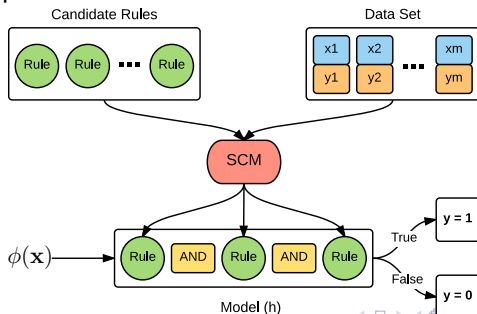 Candidate Rules
Data Set
Rule Rule Rule
x1 x2 xm
y1 y2 ym
SCM
ϕ(x) Rule AND Rule AND Rule
True
y = 1
False
y = 0
Model (h)